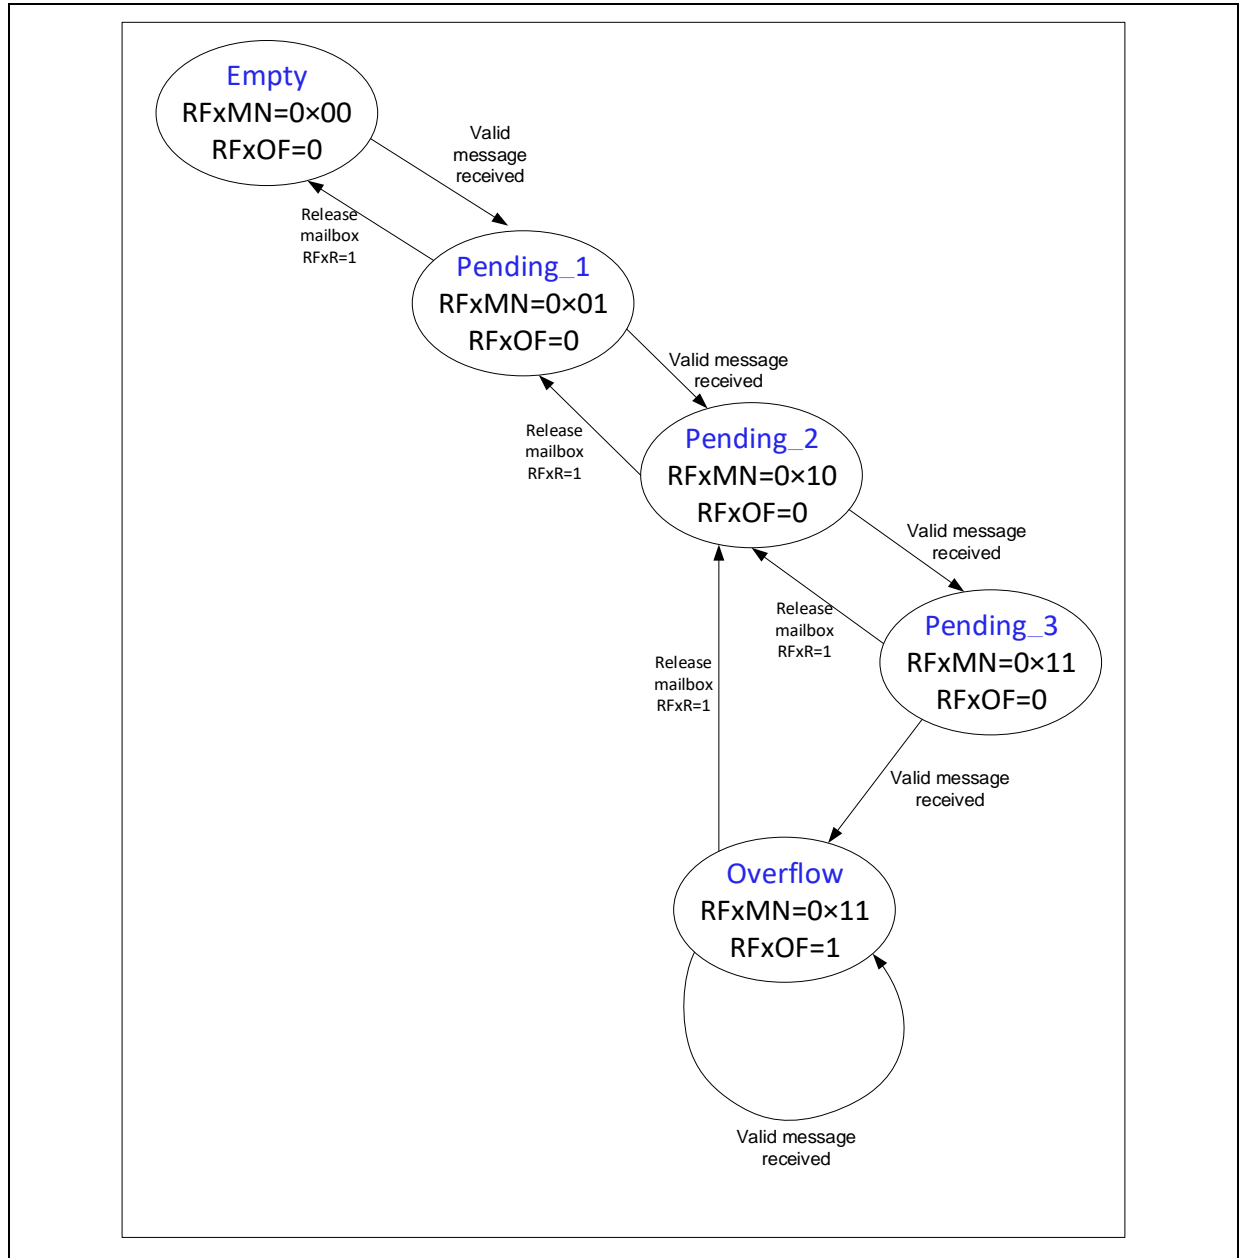 Empty
RFxMN=0×00
RFxOF=0
Valid
message
received
Release
mailbox
RFxR=1
Pending_1
RFxMN=0×01
RFxOF=0
Valid message
received
Release
mailbox
RFxR=1
Pending_2
RFxMN=0×10
RFxOF=0
Valid message
received
Release
mailbox
RFxR=1
Pending_3
RFxMN=0×11
RFxOF=0
Release
mailbox
RFxR=1
Valid message
received
Overflow
RFxMN=0×11
RFxOF=1
Valid message
received